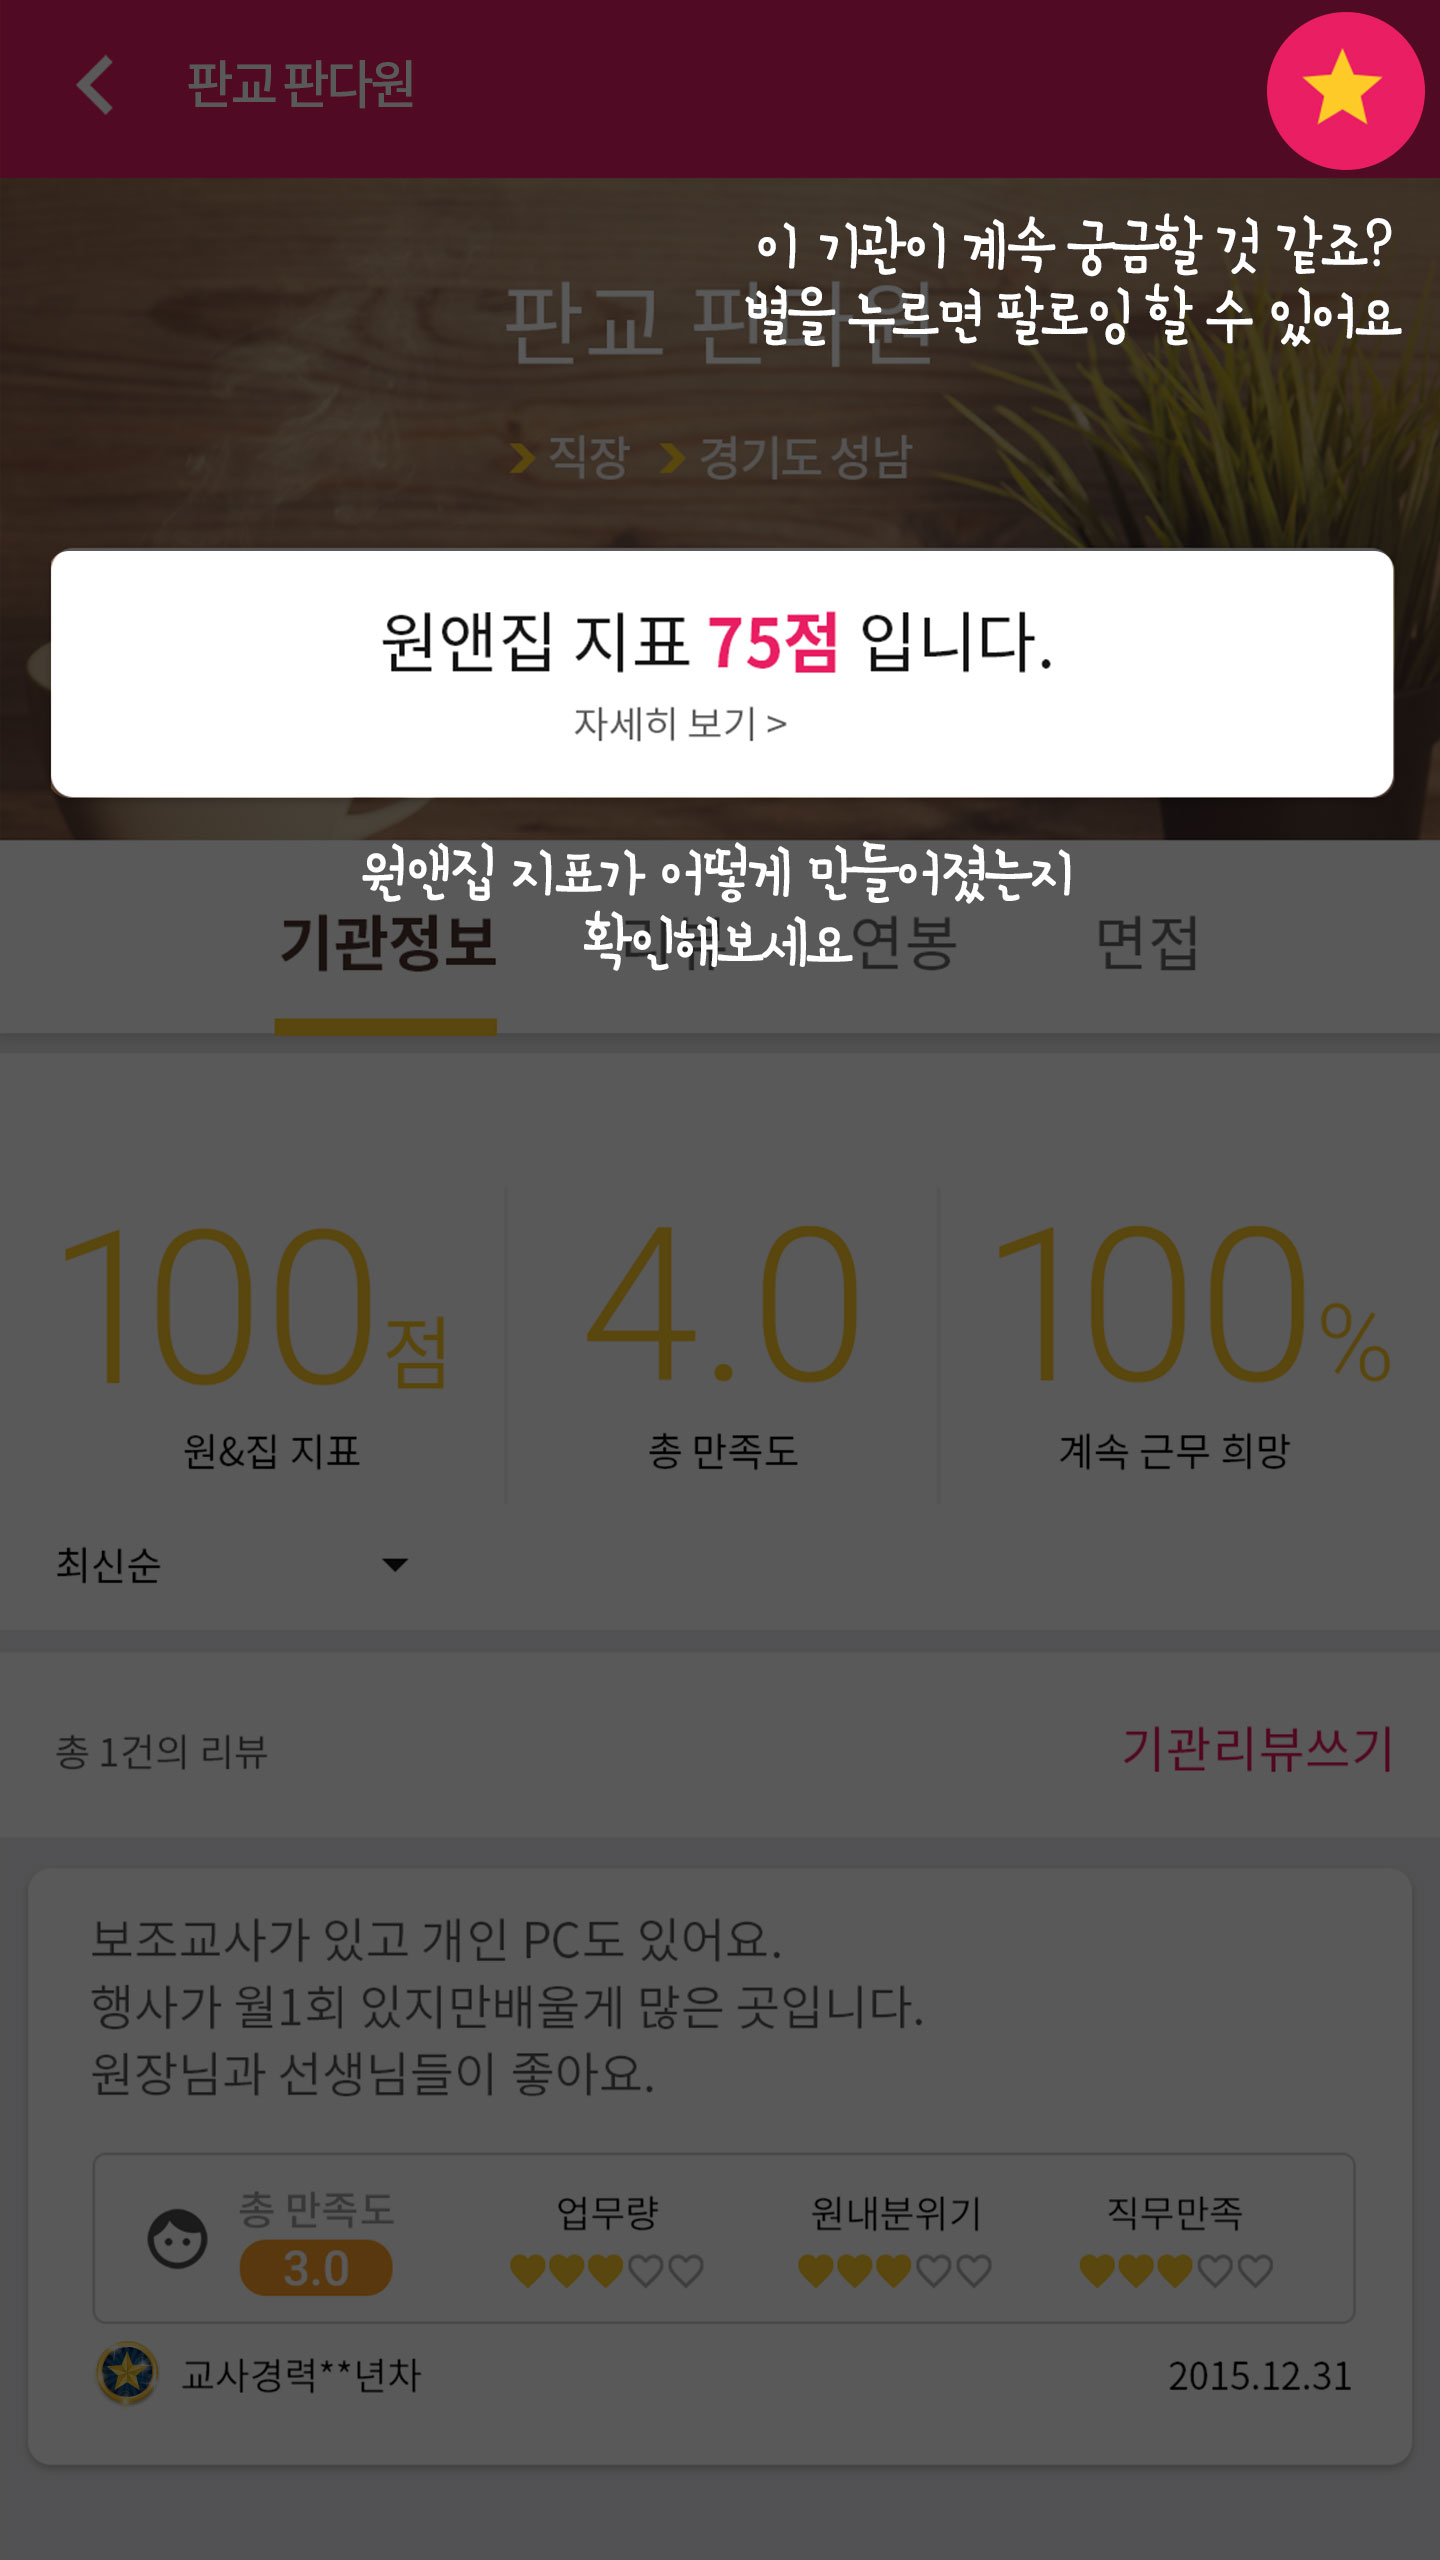 판교 판다원
이 기관이 계속 궁금할 것 같죠?
별을 누르면 팔로잉 할 수 있어요
판교 판다원
직장 경기도 성남
원앤집 지표 75점 입니다.
자세히 보기 >
원앤집 지표가 어떻게 만들어졌는지
확인해보세요
기관정보 리뷰 연봉 면접
100점 4.0 100%
원&집 지표 총 만족도 계속 근무 희망
최신순
총 1건의 리뷰 기관리뷰쓰기
보조교사가 있고 개인 PC도 있어요.
행사가 월1회 있지만배울게 많은 곳입니다.
원장님과 선생님들이 좋아요.
총 만족도 업무량 원내분위기 직무만족
3.0
교사경력**년차 2015.12.31